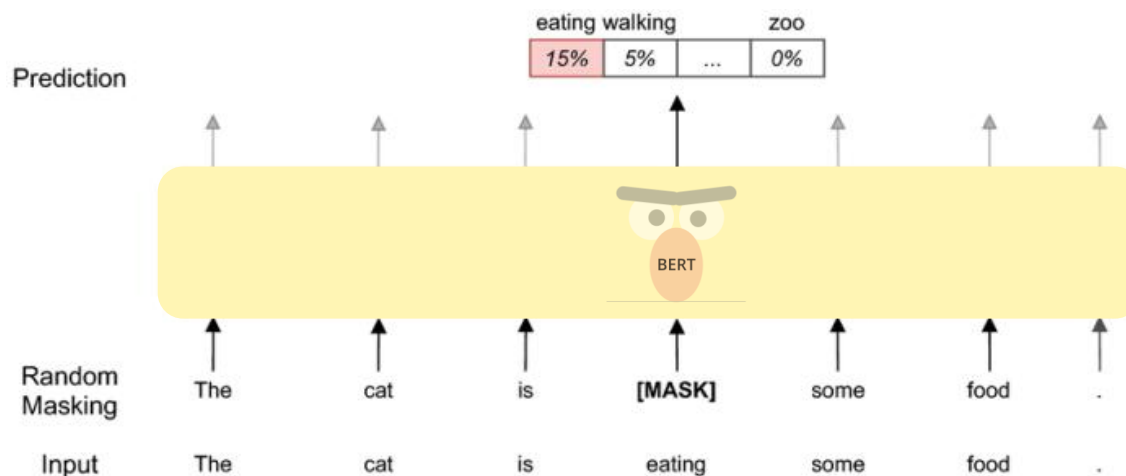 eating walking zoo
15% 5% ... 0%
Prediction
BERT
Random
Masking
The cat is [MASK] some food .
Input The cat is eating some food .